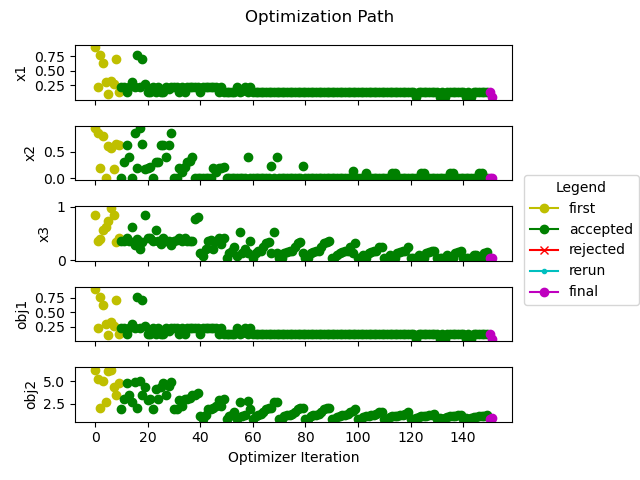 Optimization Path
x1
0.75
0.50
0.25
x2
0.5
0.0
x3
1
0
obj1
0.75
0.50
0.25
obj2
5.0
2.5
0 20 40 60 80 100 120 140
Optimizer Iteration
Legend
first
accepted
rejected
rerun
final